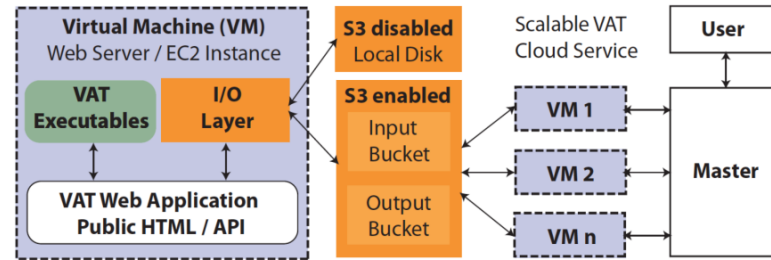 Virtual Machine (VM)
Web Server / EC2 Instance
VAT
Executables
I/O
Layer
VAT Web Application
Public HTML / API
S3 disabled
Local Disk
S3 enabled
Input
Bucket
Output
Bucket
Scalable VAT
Cloud Service
VM 1
VM 2
VM n
User
Master